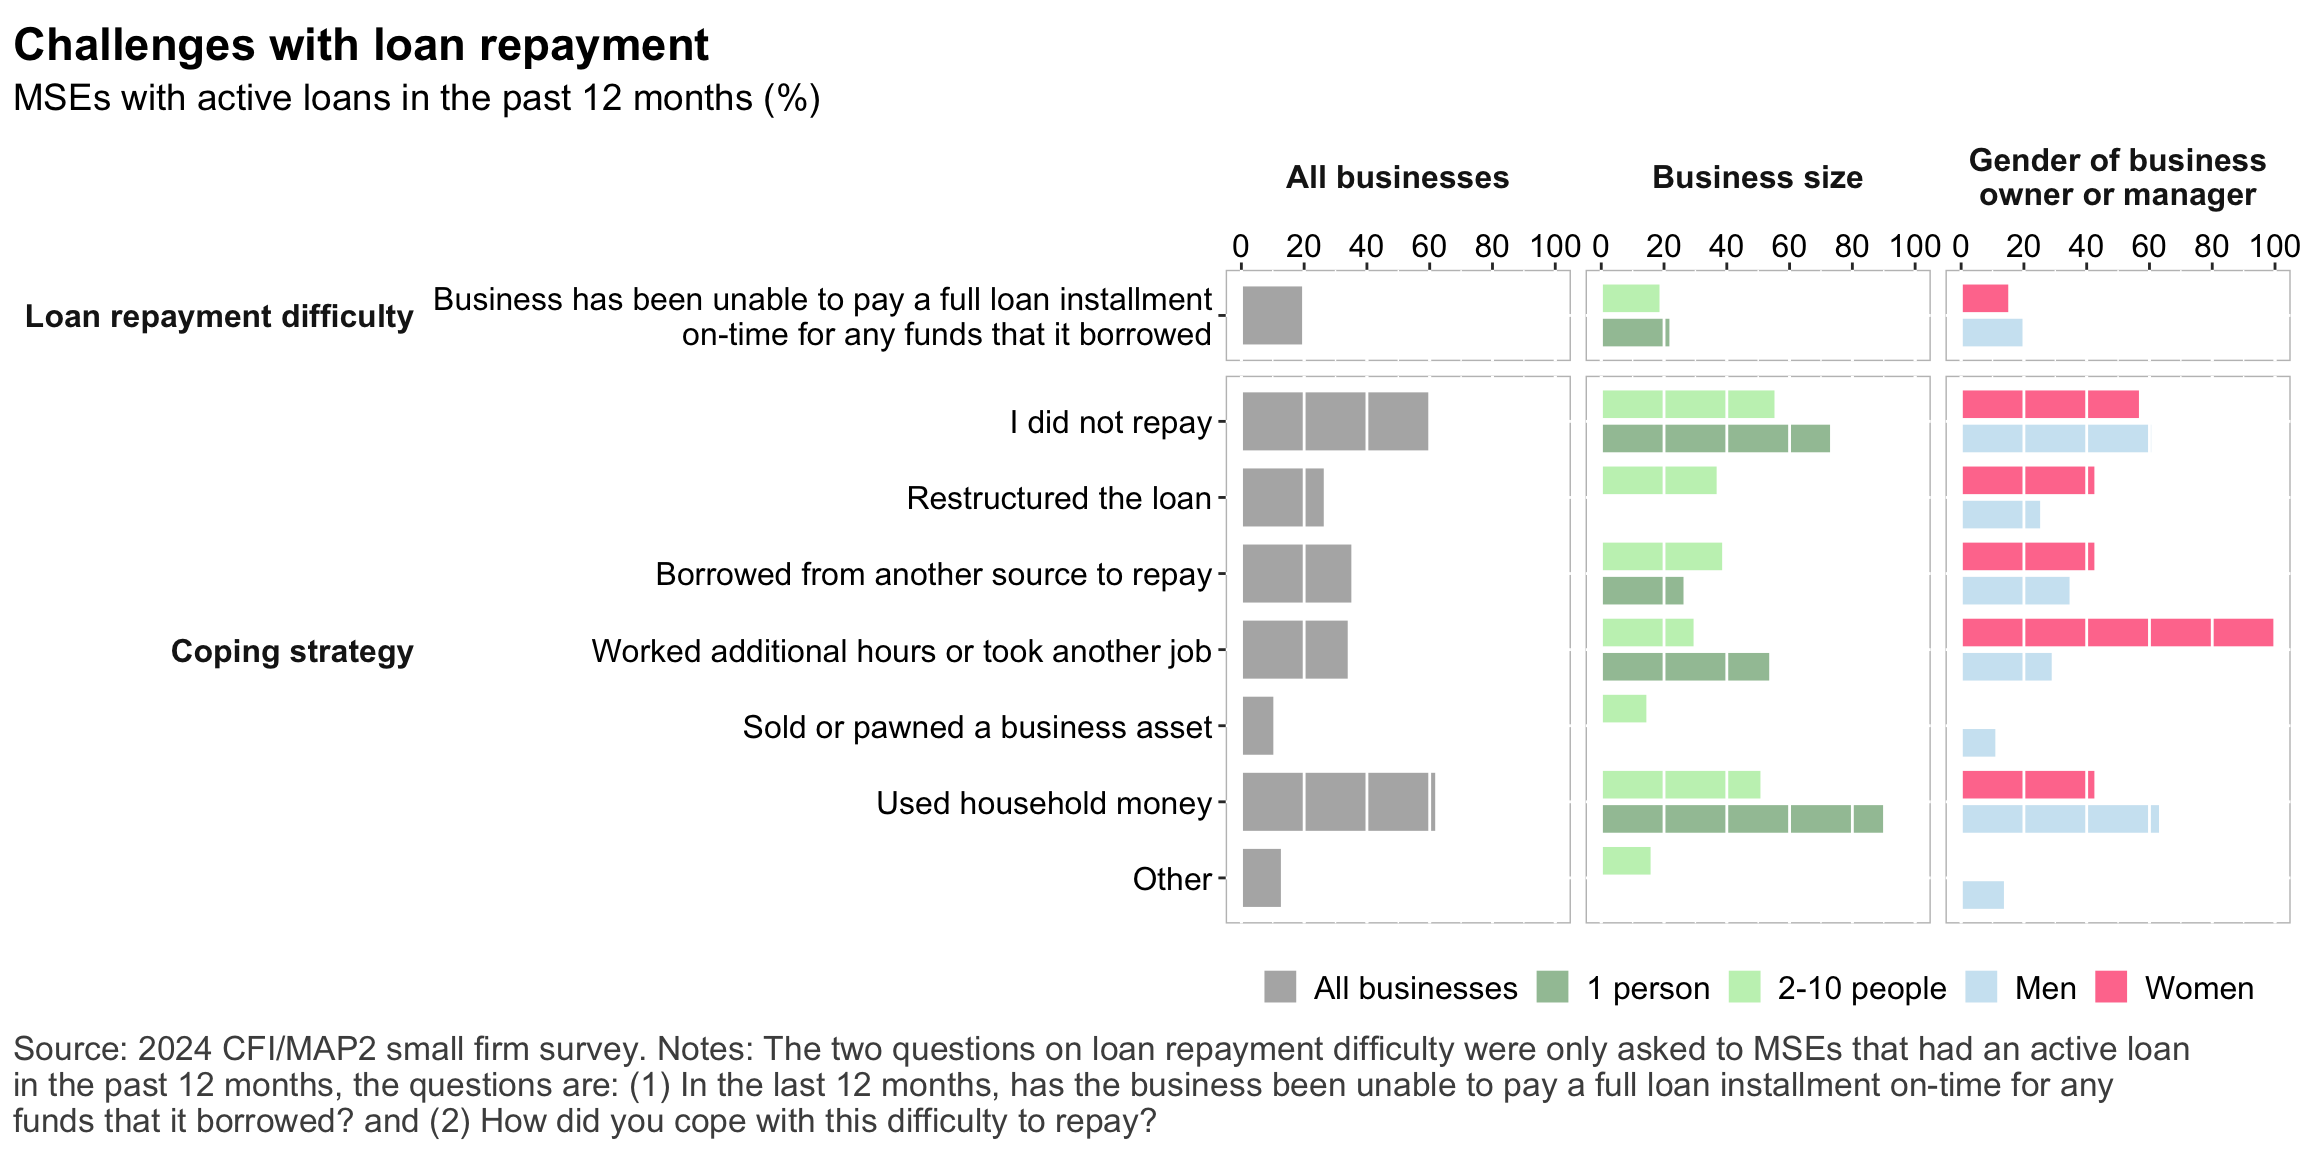 Challenges with loan repayment
MSEs with active loans in the past 12 months (%)
All businesses
Business size
Gender of business
owner or manager
0 20 40 60 80 100 0 20 40 60 80 100 0 20 40 60 80 100
Loan repayment difficulty
Business has been unable to pay a full loan installment
on-time for any funds that it borrowed
I did not repay
Restructured the loan
Borrowed from another source to repay
Coping strategy
Worked additional hours or took another job
Sold or pawned a business asset
Used household money
Other
All businesses 1 person 2-10 people Men Women
Source: 2024 CFI/MAP2 small firm survey. Notes: The two questions on loan repayment difficulty were only asked to MSEs that had an active loan
in the past 12 months, the questions are: (1) In the last 12 months, has the business been unable to pay a full loan installment on-time for any
funds that it borrowed? and (2) How did you cope with this difficulty to repay?